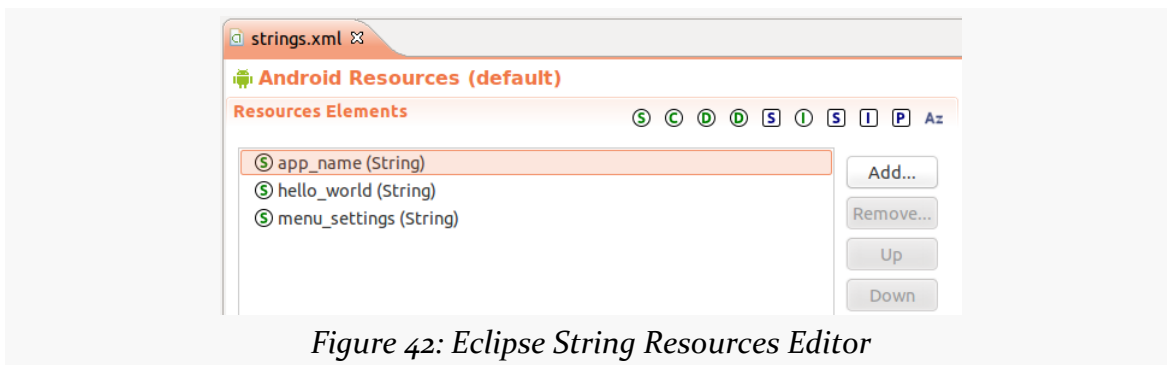 strings.xml
Android Resources (default)
Resources Elements
S C D D S I S I P Az
app_name (String)
Add...
hello_world (String)
menu_settings (String)
Remove...
Up
Down
Figure 42: Eclipse String Resources Editor